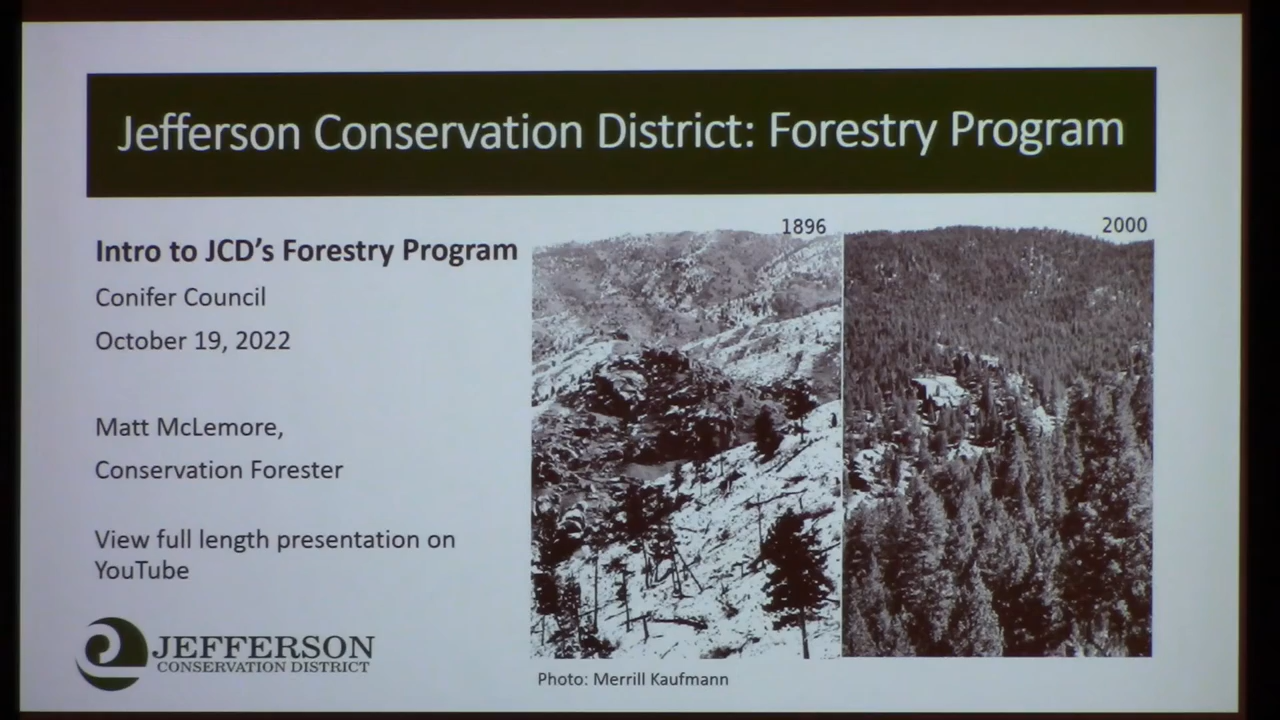 Jefferson Conservation District: Forestry Program
Intro to JCD's Forestry Program
Conifer Council
October 19, 2022
Matt McLemore,
Conservation Forester
View full length presentation on
YouTube
JEFFERSON
CONSERVATION DISTRICT
1896
2000
Photo: Merrill Kaufmann